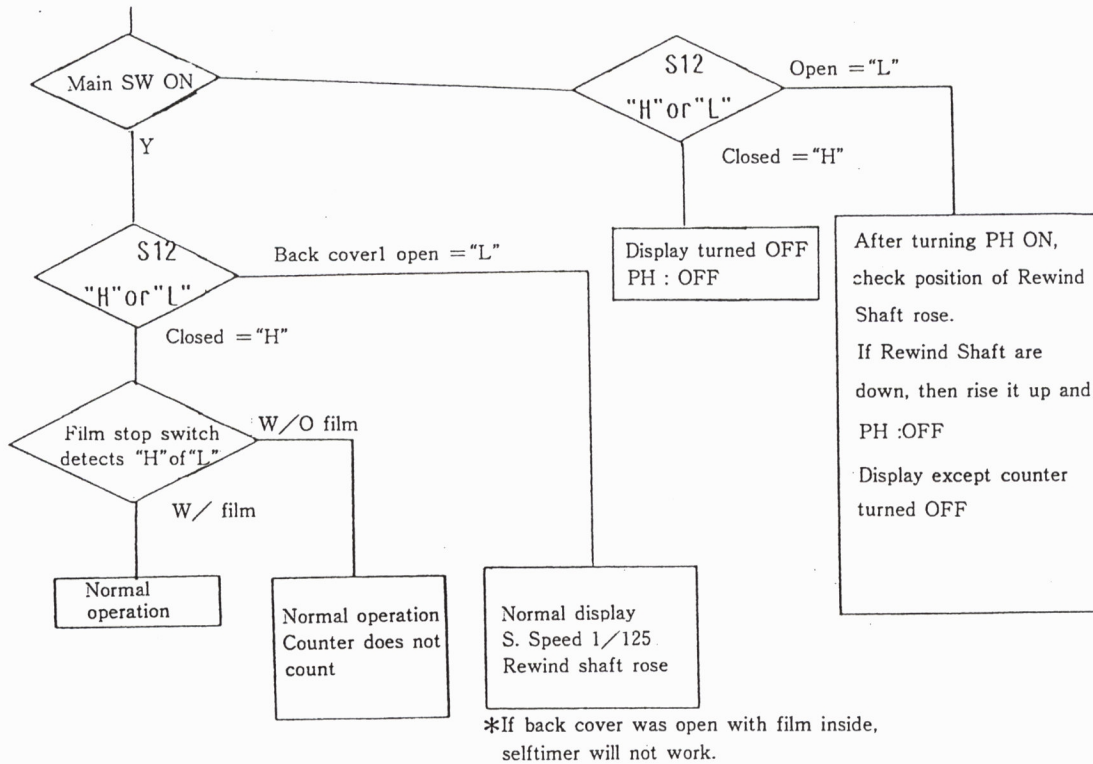 Main SW ON
Y
S12
"H"or"L"
Open ="L"
Closed ="H"
Display turned OFF
PH : OFF
After turning PH ON,
check position of Rewind
Shaft rose.
If Rewind Shaft are
down, then rise it up and
PH :OFF
Display except counter
turned OFF
S12
"H"or"L"
Back coverl open ="L"
Closed ="H"
Film stop switch
detects "H"of"L"
W/O film
W/ film
Normal
operation
Normal operation
Counter does not
count
Normal display
S. Speed 1/125
Rewind shaft rose
*If back cover was open with film inside,
selftimer will not work.